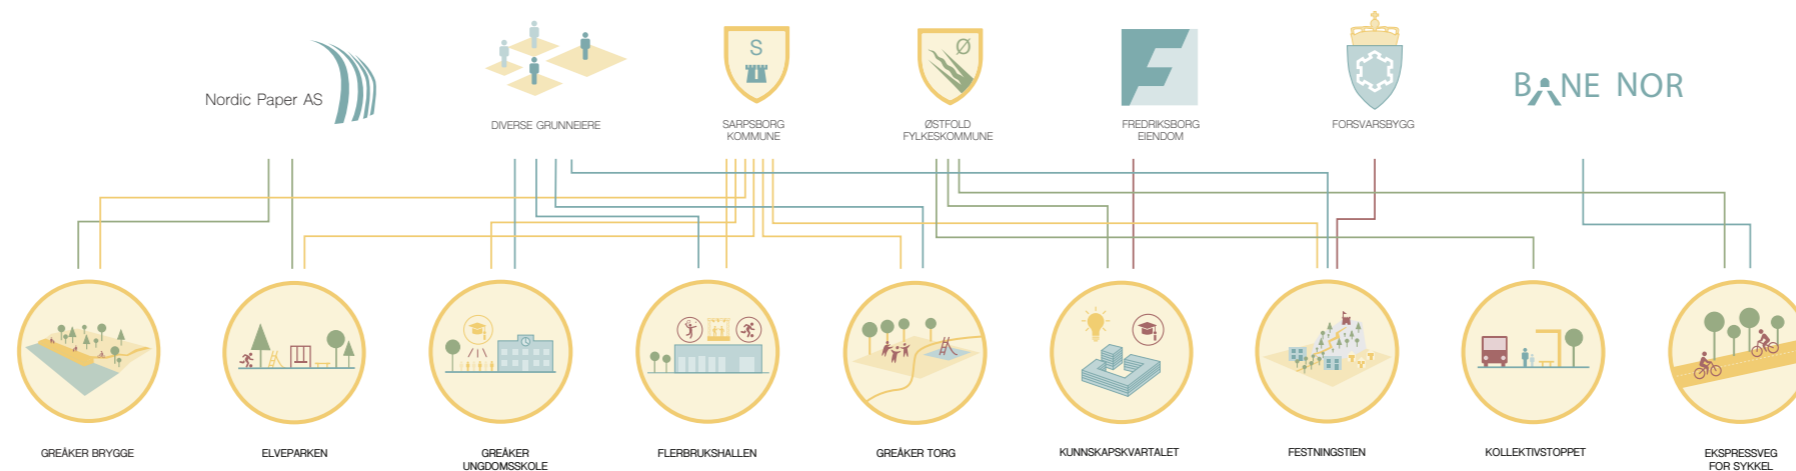 Nordic Paper AS
DIVERSE GRUNNEIERE
S
SARPSBORG
KOMMUNE
Ø
ØSTFOLD
FYLKESKOMMUNE
FREDRIKSBORG
EIENDOM
FORSVARSBYGG
BANE NOR
GREÅKER BRYGGE
ELVEPARKEN
GREÅKER
UNGDOMSSKOLE
FLERBRUKSHALLEN
GREÅKER TORG
KUNNSKAPSKVARTALET
FESTNINGSTIEN
KOLLEKTIVSTOPPET
EKSPRESSVEG
FOR SYKKEL